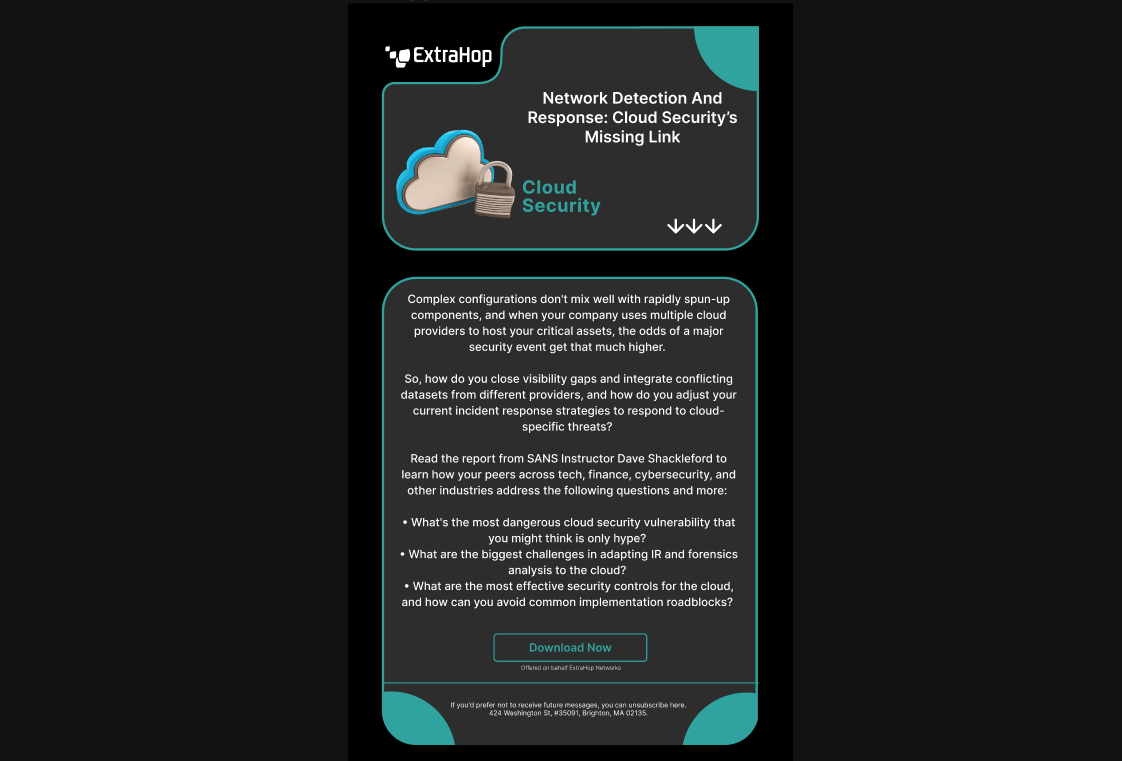 ExtraHop
Network Detection And
Response: Cloud Security's
Missing Link
Cloud
Security
Complex configurations don't mix well with rapidly spun-up
components, and when your company uses multiple cloud
providers to host your critical assets, the odds of a major
security event get that much higher.
So, how do you close visibility gaps and integrate conflicting
datasets from different providers, and how do you adjust your
current incident response strategies to respond to cloud-
specific threats?
Read the report from SANS Instructor Dave Shackleford to
learn how your peers across tech, finance, cybersecurity, and
other industries address the following questions and more:
• What's the most dangerous cloud security vulnerability that
you might think is only hype?
• What are the biggest challenges in adapting IR and forensics
analysis to the cloud?
• What are the most effective security controls for the cloud,
and how can you avoid common implementation roadblocks?
Download Now
Offered on behalf ExtraHop Networks
If you'd prefer not to receive future messages, you can unsubscribe here.
424 Washington St, #35091, Brighton, MA 02135.